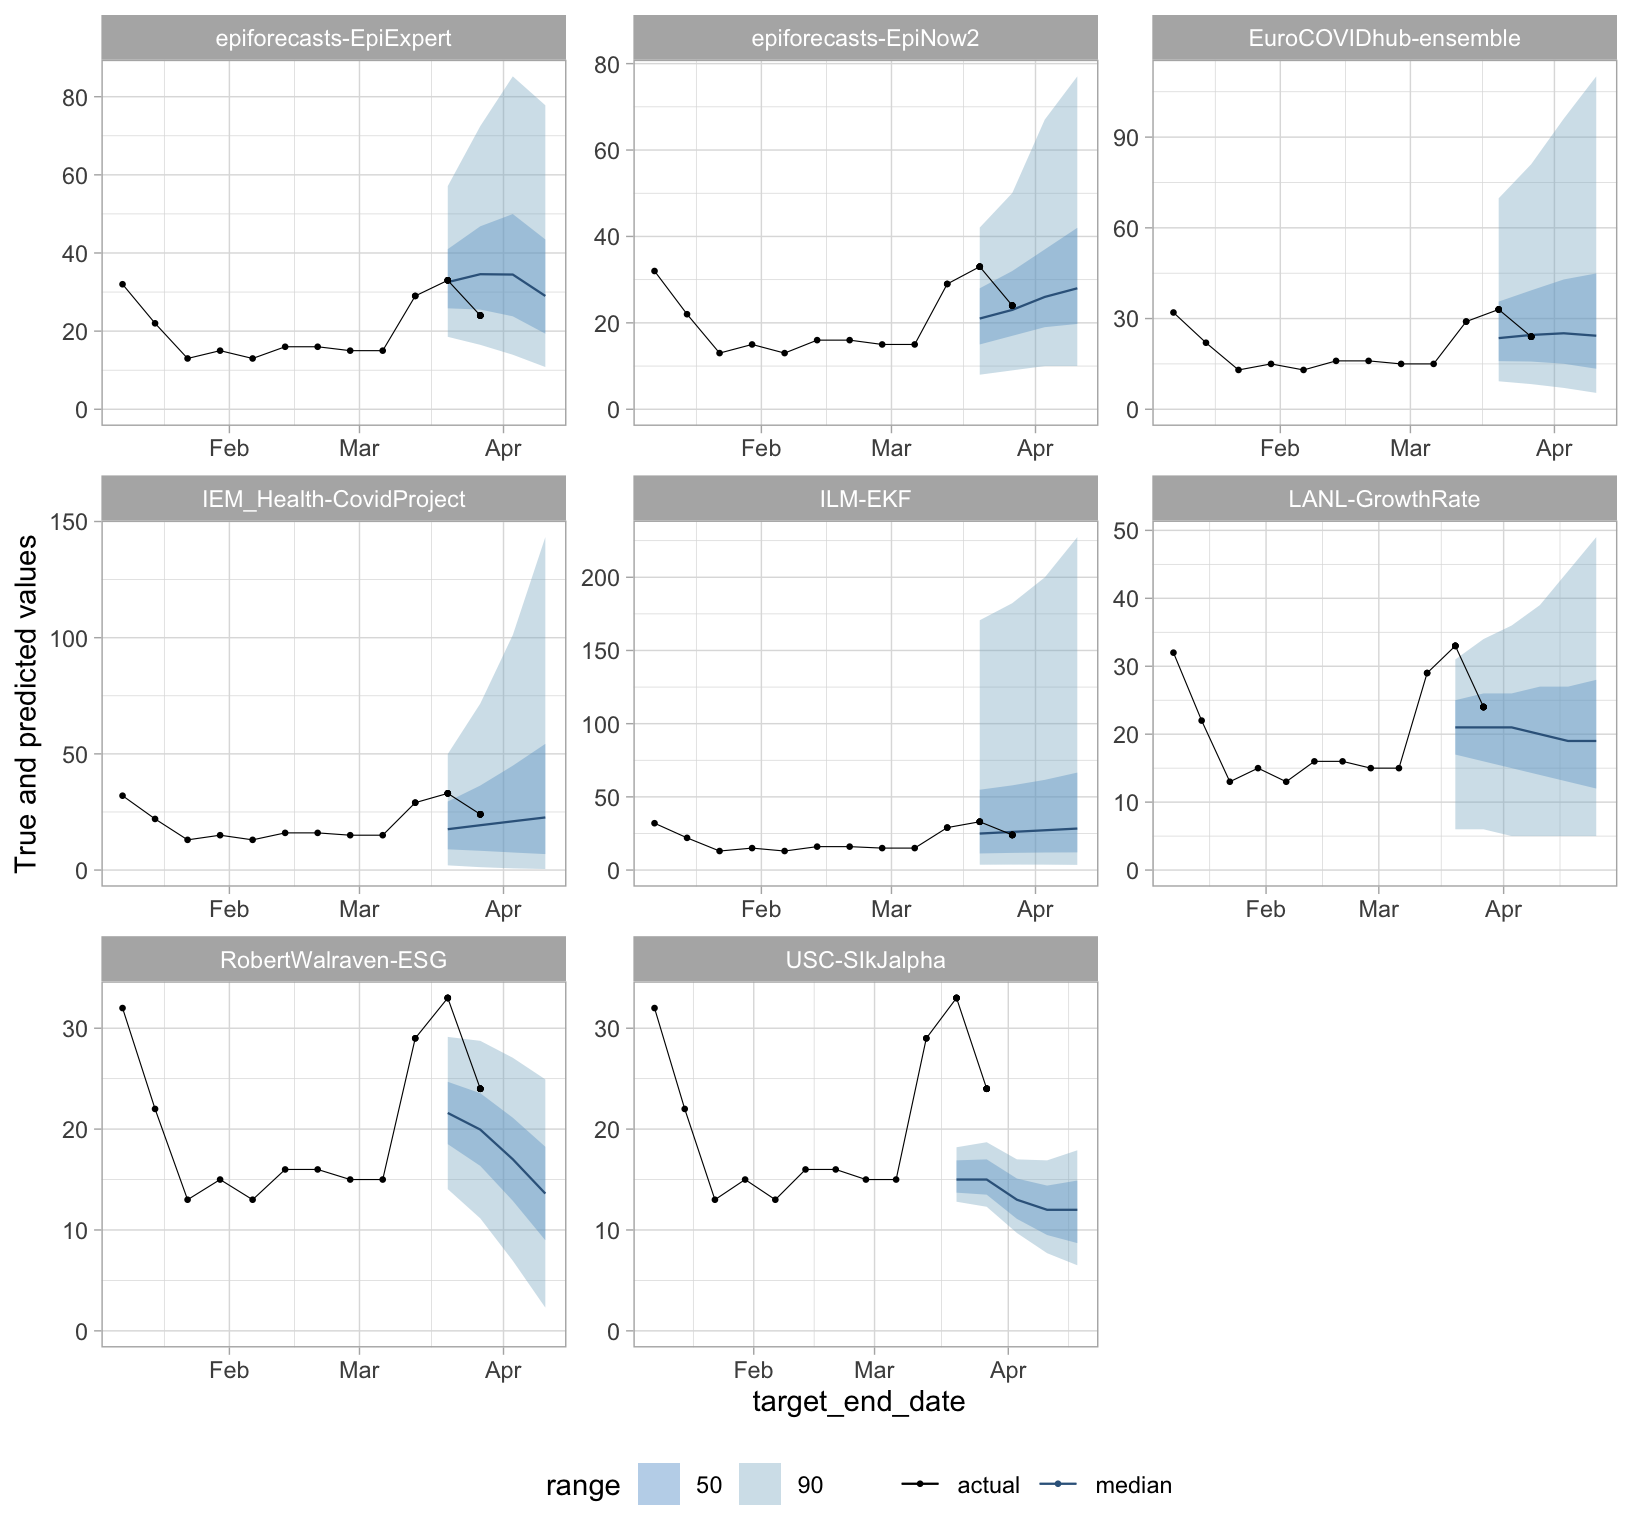 epiforecasts-EpiExpert epiforecasts-EpiNow2 EuroCOVIDhub-ensemble
80 80
60 60 90
40 40 60
20 20 30
0 0 0
Feb Mar Apr Feb Mar Apr Feb Mar Apr
IEM_Health-CovidProject ILM-EKF LANL-GrowthRate
True and predicted values
150 200 50
100 150 40
100 30
50 50 20
10
0 0 0
Feb Mar Apr Feb Mar Apr Feb Mar Apr
RobertWalraven-ESG USC-SIkJalpha
30 30
20 20
10 10
0 0
Feb Mar Apr Feb Mar Apr
target_end_date
range 50 90 actual median